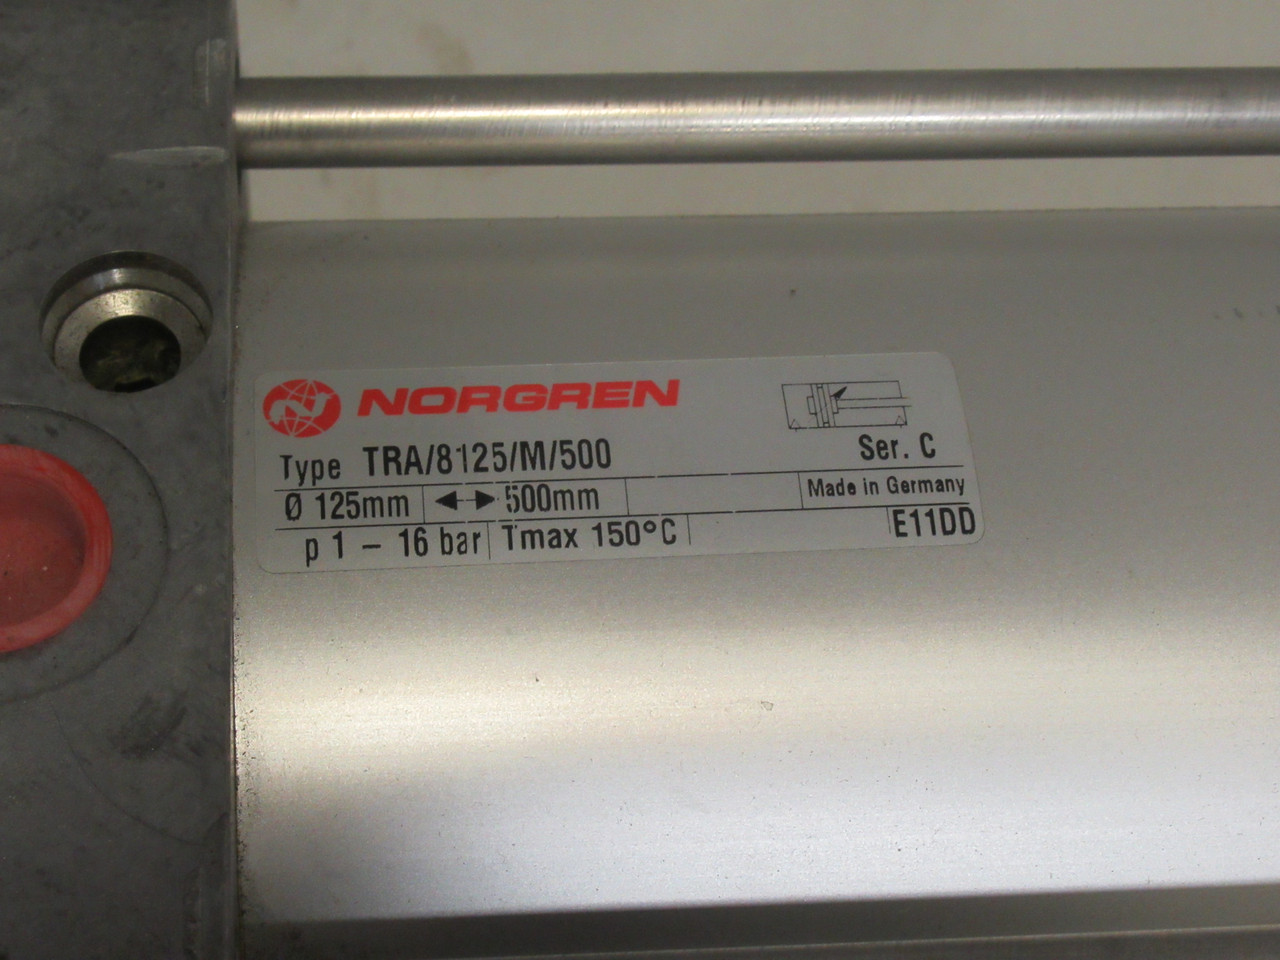 NORGREN
Type TRA/8125/M/500 Ser. C
Ø 125mm 500mm Made in Germany
p 1 – 16 bar Tmax 150°C E11DD